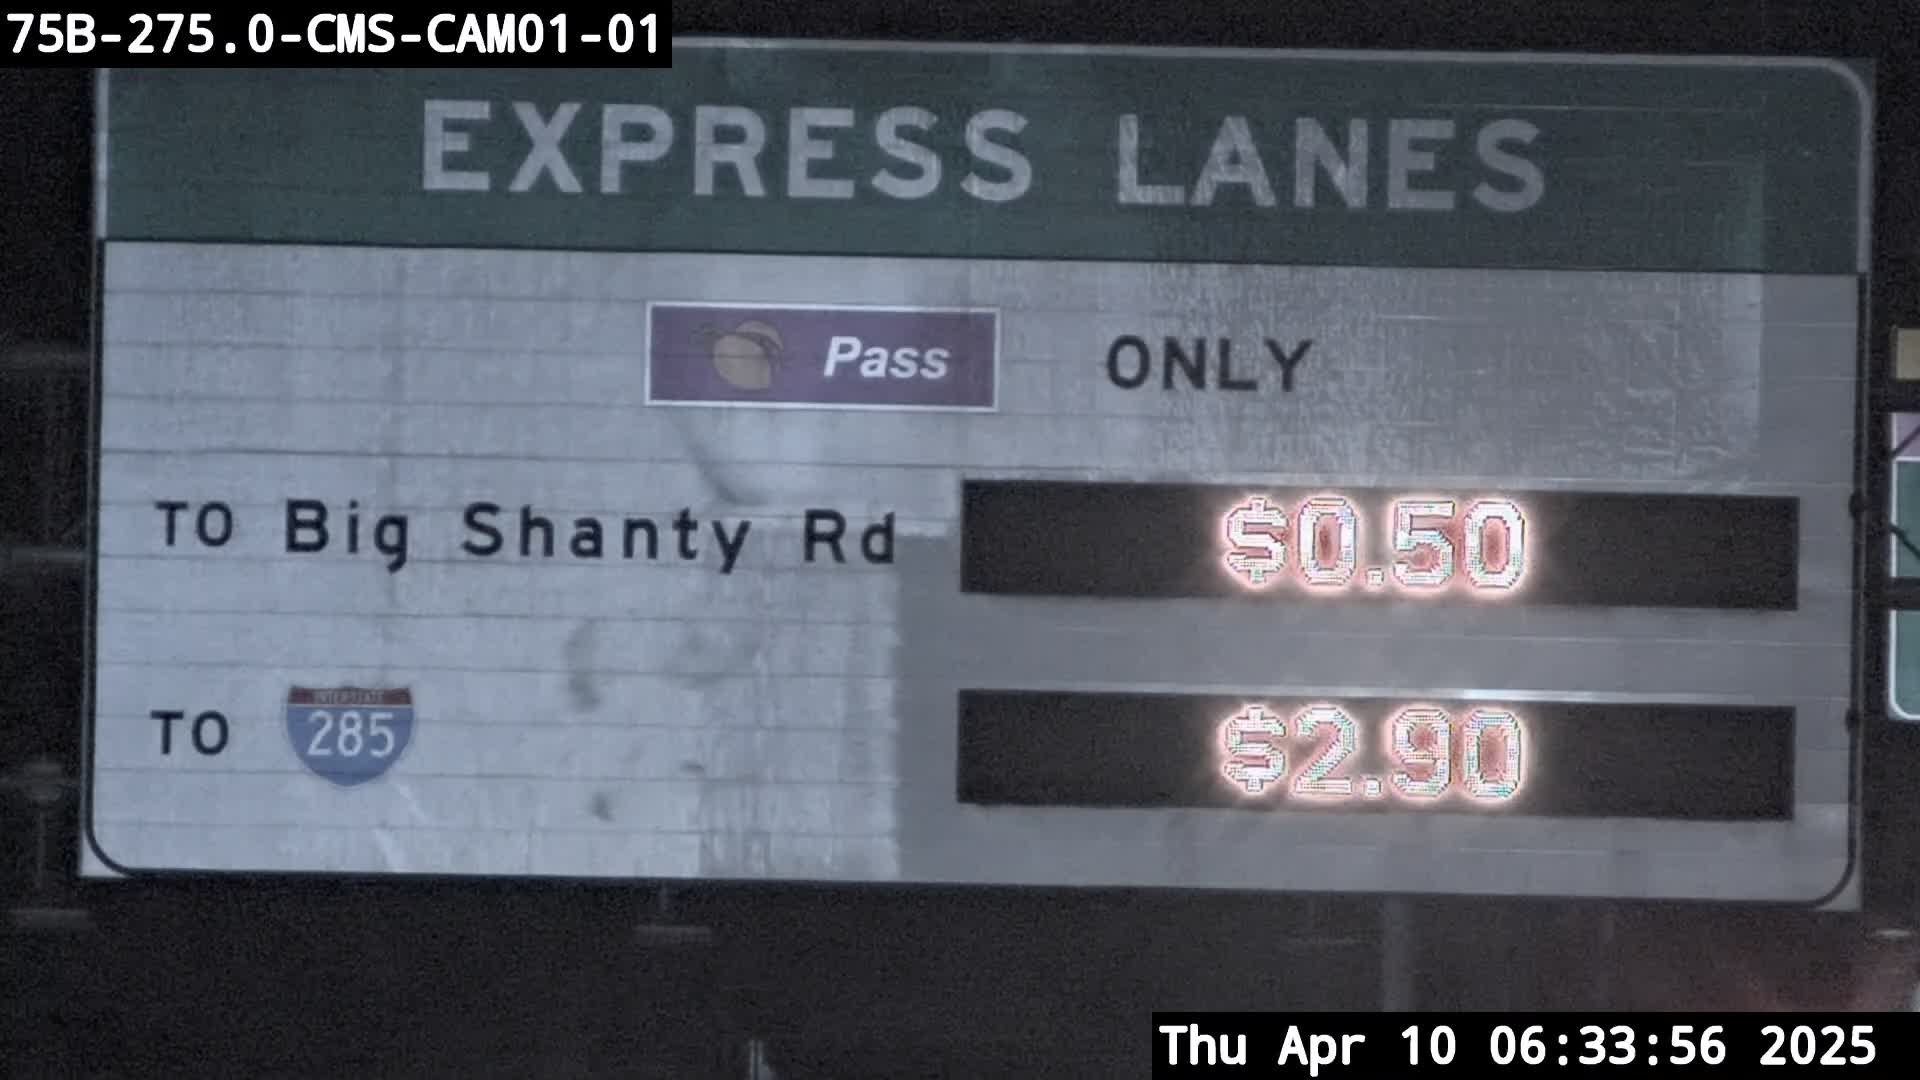 75B-275.0-CMS-CAM01-01
EXPRESS LANES
Pass ONLY
TO Big Shanty Rd $0.50
INTERSTATE
TO 285 $2.90
Thu Apr 10 06:33:56 2025